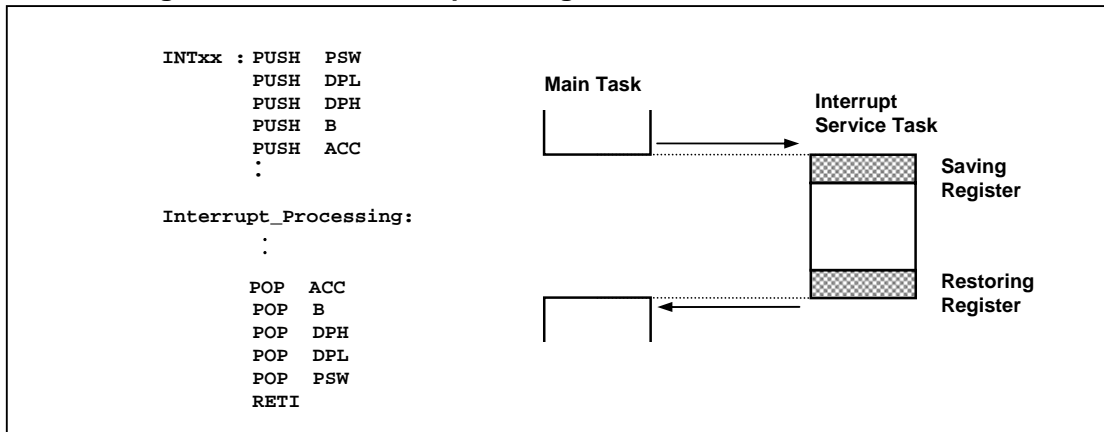 INTxx : PUSH PSW
PUSH DPL
PUSH DPH
PUSH B
PUSH ACC
:
Interrupt_Processing:
:
POP ACC
POP B
POP DPH
POP DPL
POP PSW
RETI
Main Task
Interrupt
Service Task
Saving
Register
Restoring
Register